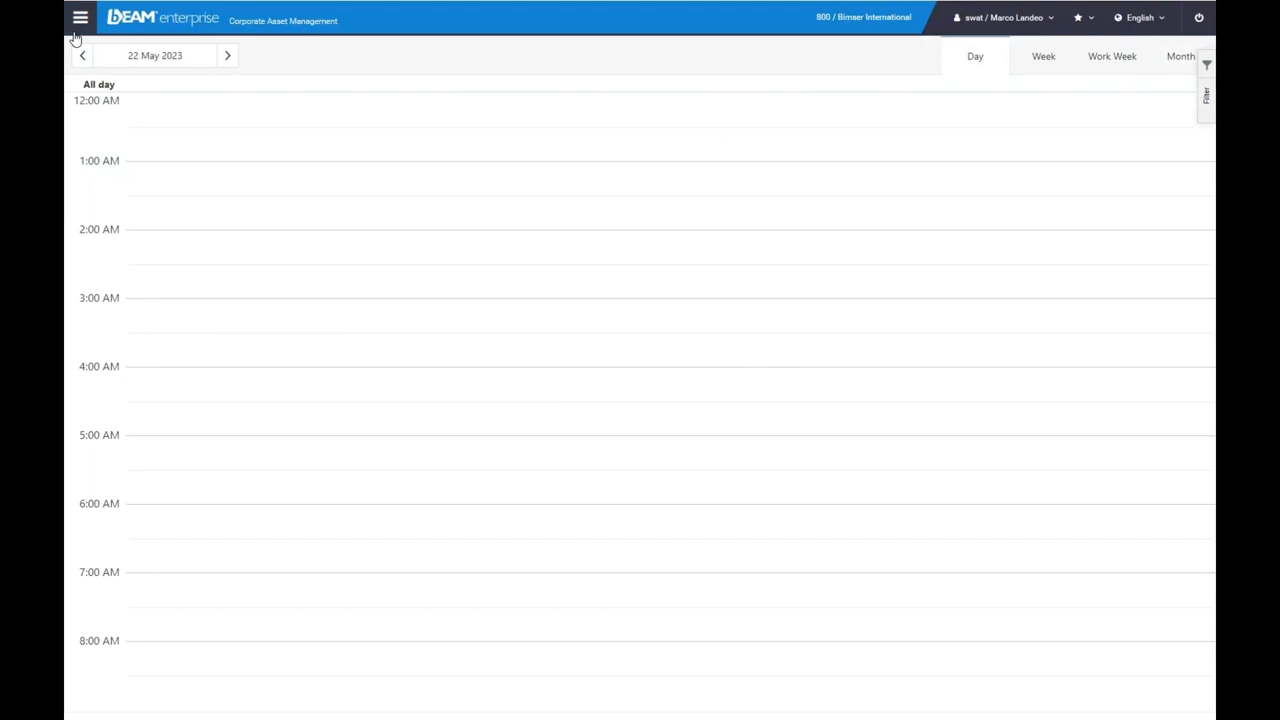 bEAM enterprise Corporate Asset Management 800 / Bimser International swat / Marco Landeo English
22 May 2023 Day Week Work Week Month
Filter
All day
12:00 AM
1:00 AM
2:00 AM
3:00 AM
4:00 AM
5:00 AM
6:00 AM
7:00 AM
8:00 AM